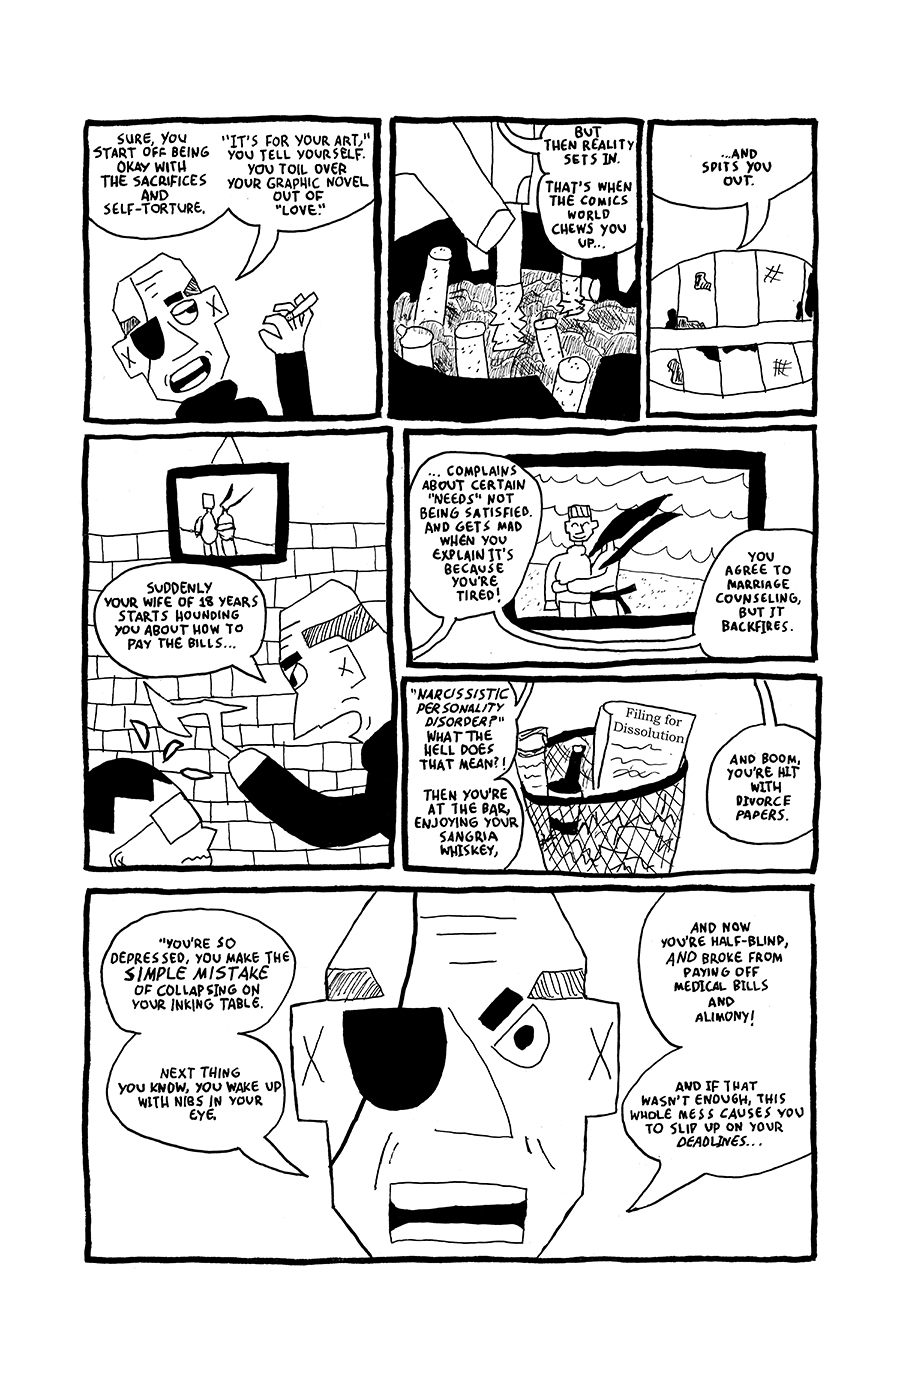 SURE, YOU
START OFF BEING
OKAY WITH
THE SACRIFICES
AND
SELF-TORTURE.
"IT'S FOR YOUR ART,"
YOU TELL YOURSELF.
YOU TOIL OVER
YOUR GRAPHIC NOVEL
OUT OF
"LOVE."
BUT
THEN REALITY
SETS IN.
THAT'S WHEN
THE COMICS
WORLD
CHEWS YOU
UP...
...AND
SPITS YOU
OUT.
SUDDENLY
YOUR WIFE OF 18 YEARS
STARTS HOUNDING
YOU ABOUT HOW TO
PAY THE BILLS...
... COMPLAINS
ABOUT CERTAIN
"NEEDS" NOT
BEING SATISFIED.
AND GETS MAD
WHEN YOU
EXPLAIN IT'S
BECAUSE
YOU'RE
TIRED!
YOU
AGREE TO
MARRIAGE
COUNSELING,
BUT IT
BACKFIRES.
"NARCISSISTIC
PERSONALITY
DISORDER?"
WHAT THE
HELL DOES
THAT MEAN?!
THEN YOU'RE
AT THE BAR,
ENJOYING YOUR
SANGRIA
WHISKEY,
Filing for
Dissolution
AND BOOM,
YOU'RE HIT
WITH
DIVORCE
PAPERS.
"YOU'RE SO
DEPRESSED, YOU MAKE THE
SIMPLE MISTAKE
OF COLLAPSING ON
YOUR INKING TABLE.
NEXT THING
YOU KNOW, YOU WAKE UP
WITH NIBS IN YOUR
EYE.
AND NOW
YOU'RE HALF-BLIND,
AND BROKE FROM
PAYING OFF
MEDICAL BILLS
AND
ALIMONY!
AND IF THAT
WASN'T ENOUGH, THIS
WHOLE MESS CAUSES YOU
TO SLIP UP ON YOUR
DEADLINES...